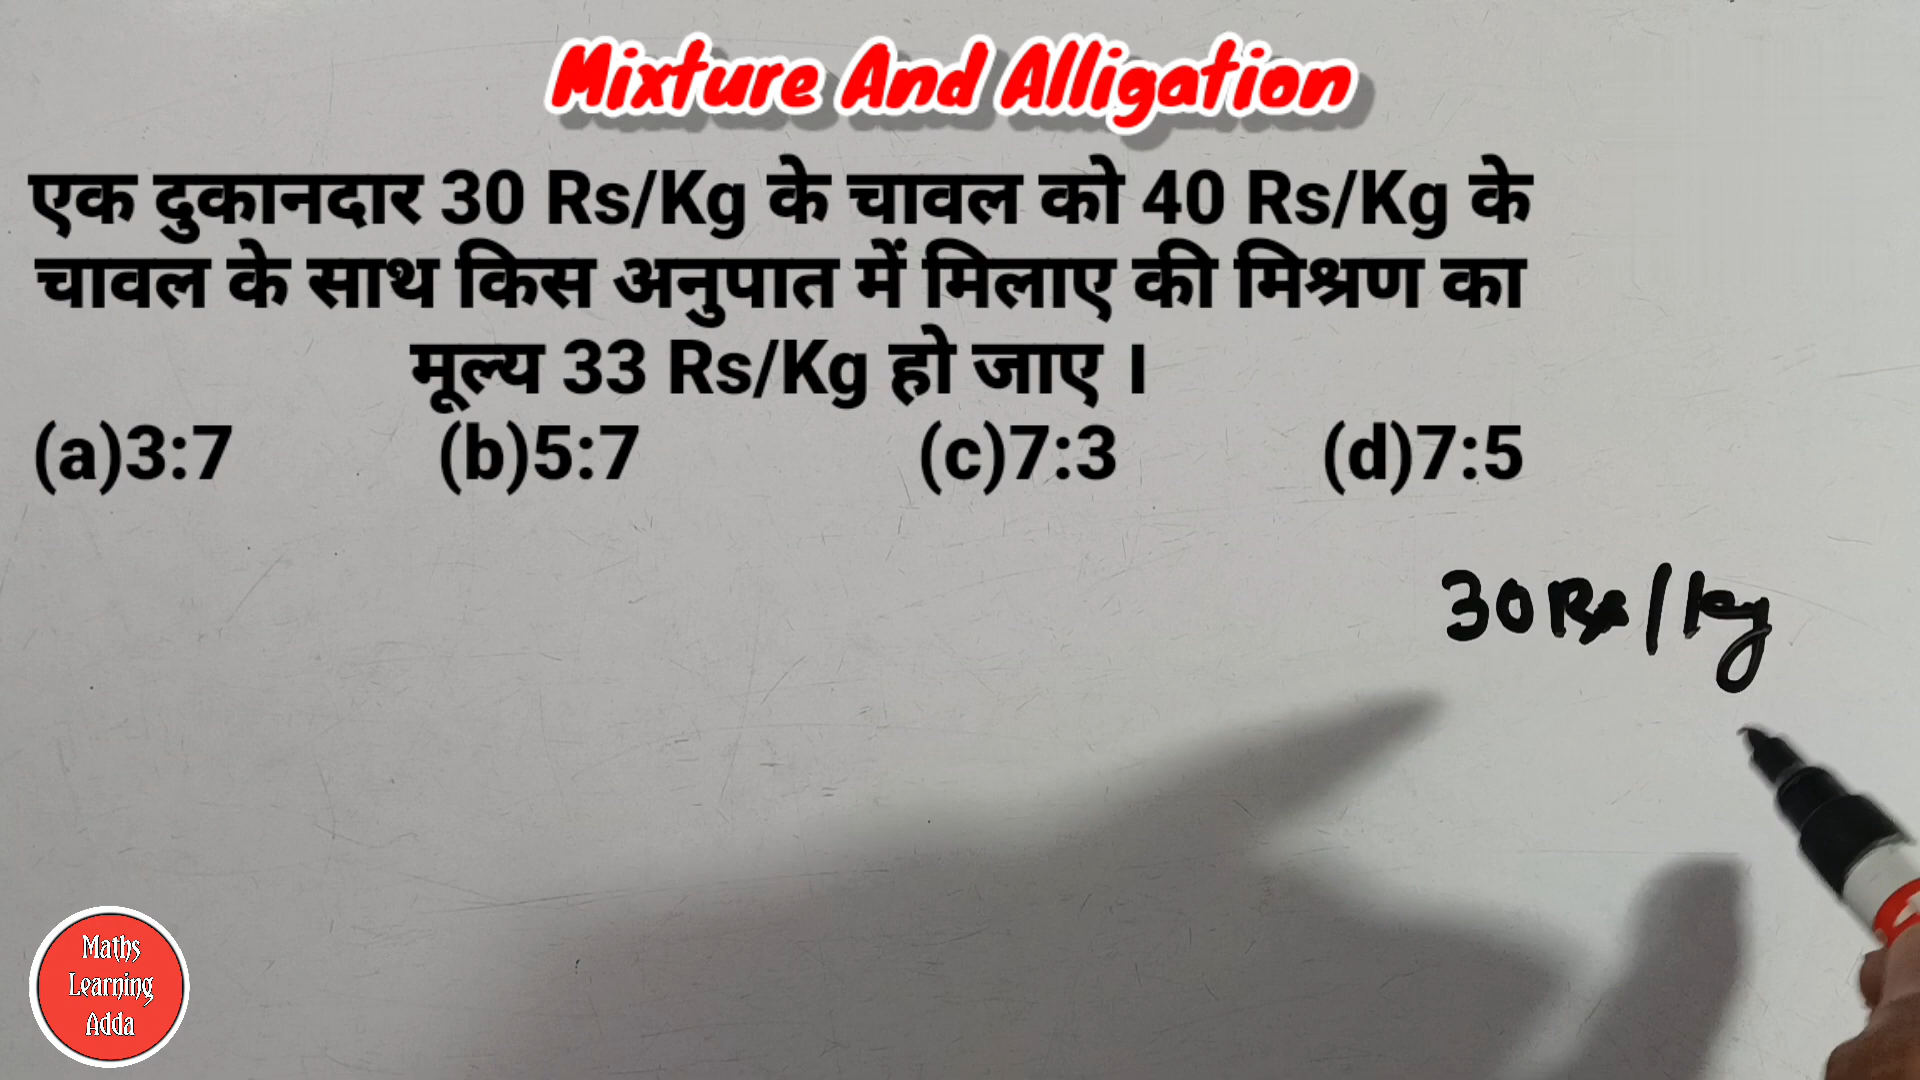 Mixture And Alligation
एक दुकानदार 30 Rs/Kg के चावल को 40 Rs/Kg के
चावल के साथ किस अनुपात में मिलाए की मिश्रण का
मूल्य 33 Rs/Kg हो जाए ।
(a)3:7 (b)5:7 (c)7:3 (d)7:5
30 Rs/kg
Maths
Learning
Adda